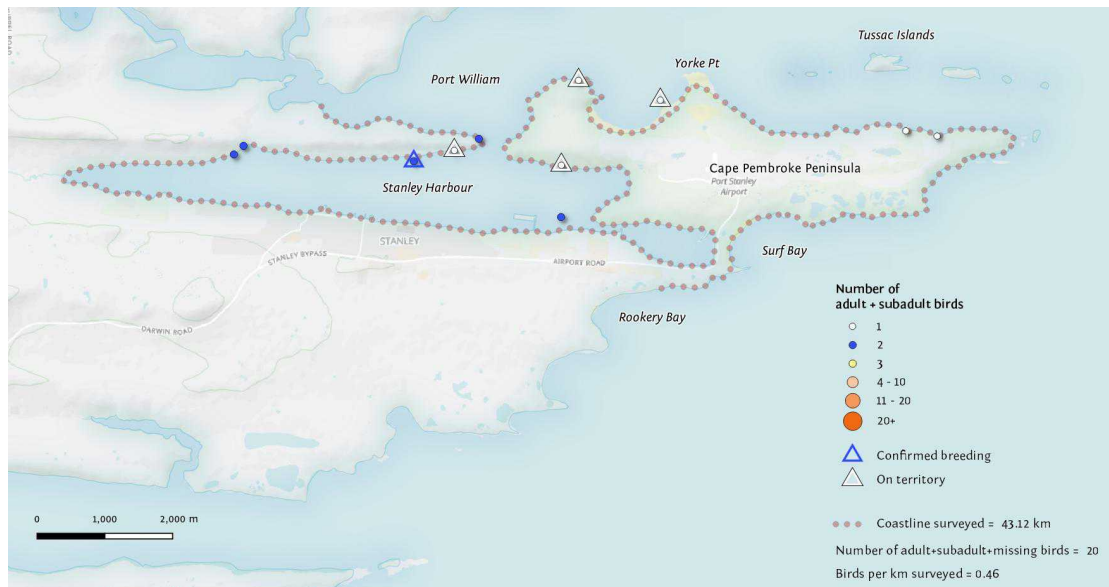 Tussac Islands
Yorke Pt
Port William
Cape Pembroke Peninsula
Port Stanley
Airport
Stanley Harbour
STANLEY
STANLEY BYPASS
AIRPORT ROAD
Surf Bay
DARWIN ROAD
Rookery Bay
Number of
adult + subadult birds
1
2
3
4 - 10
11 - 20
20+
Confirmed breeding
On territory
0 1,000 2,000 m
Coastline surveyed = 43.12 km
Number of adult+subadult+missing birds = 20
Birds per km surveyed = 0.46